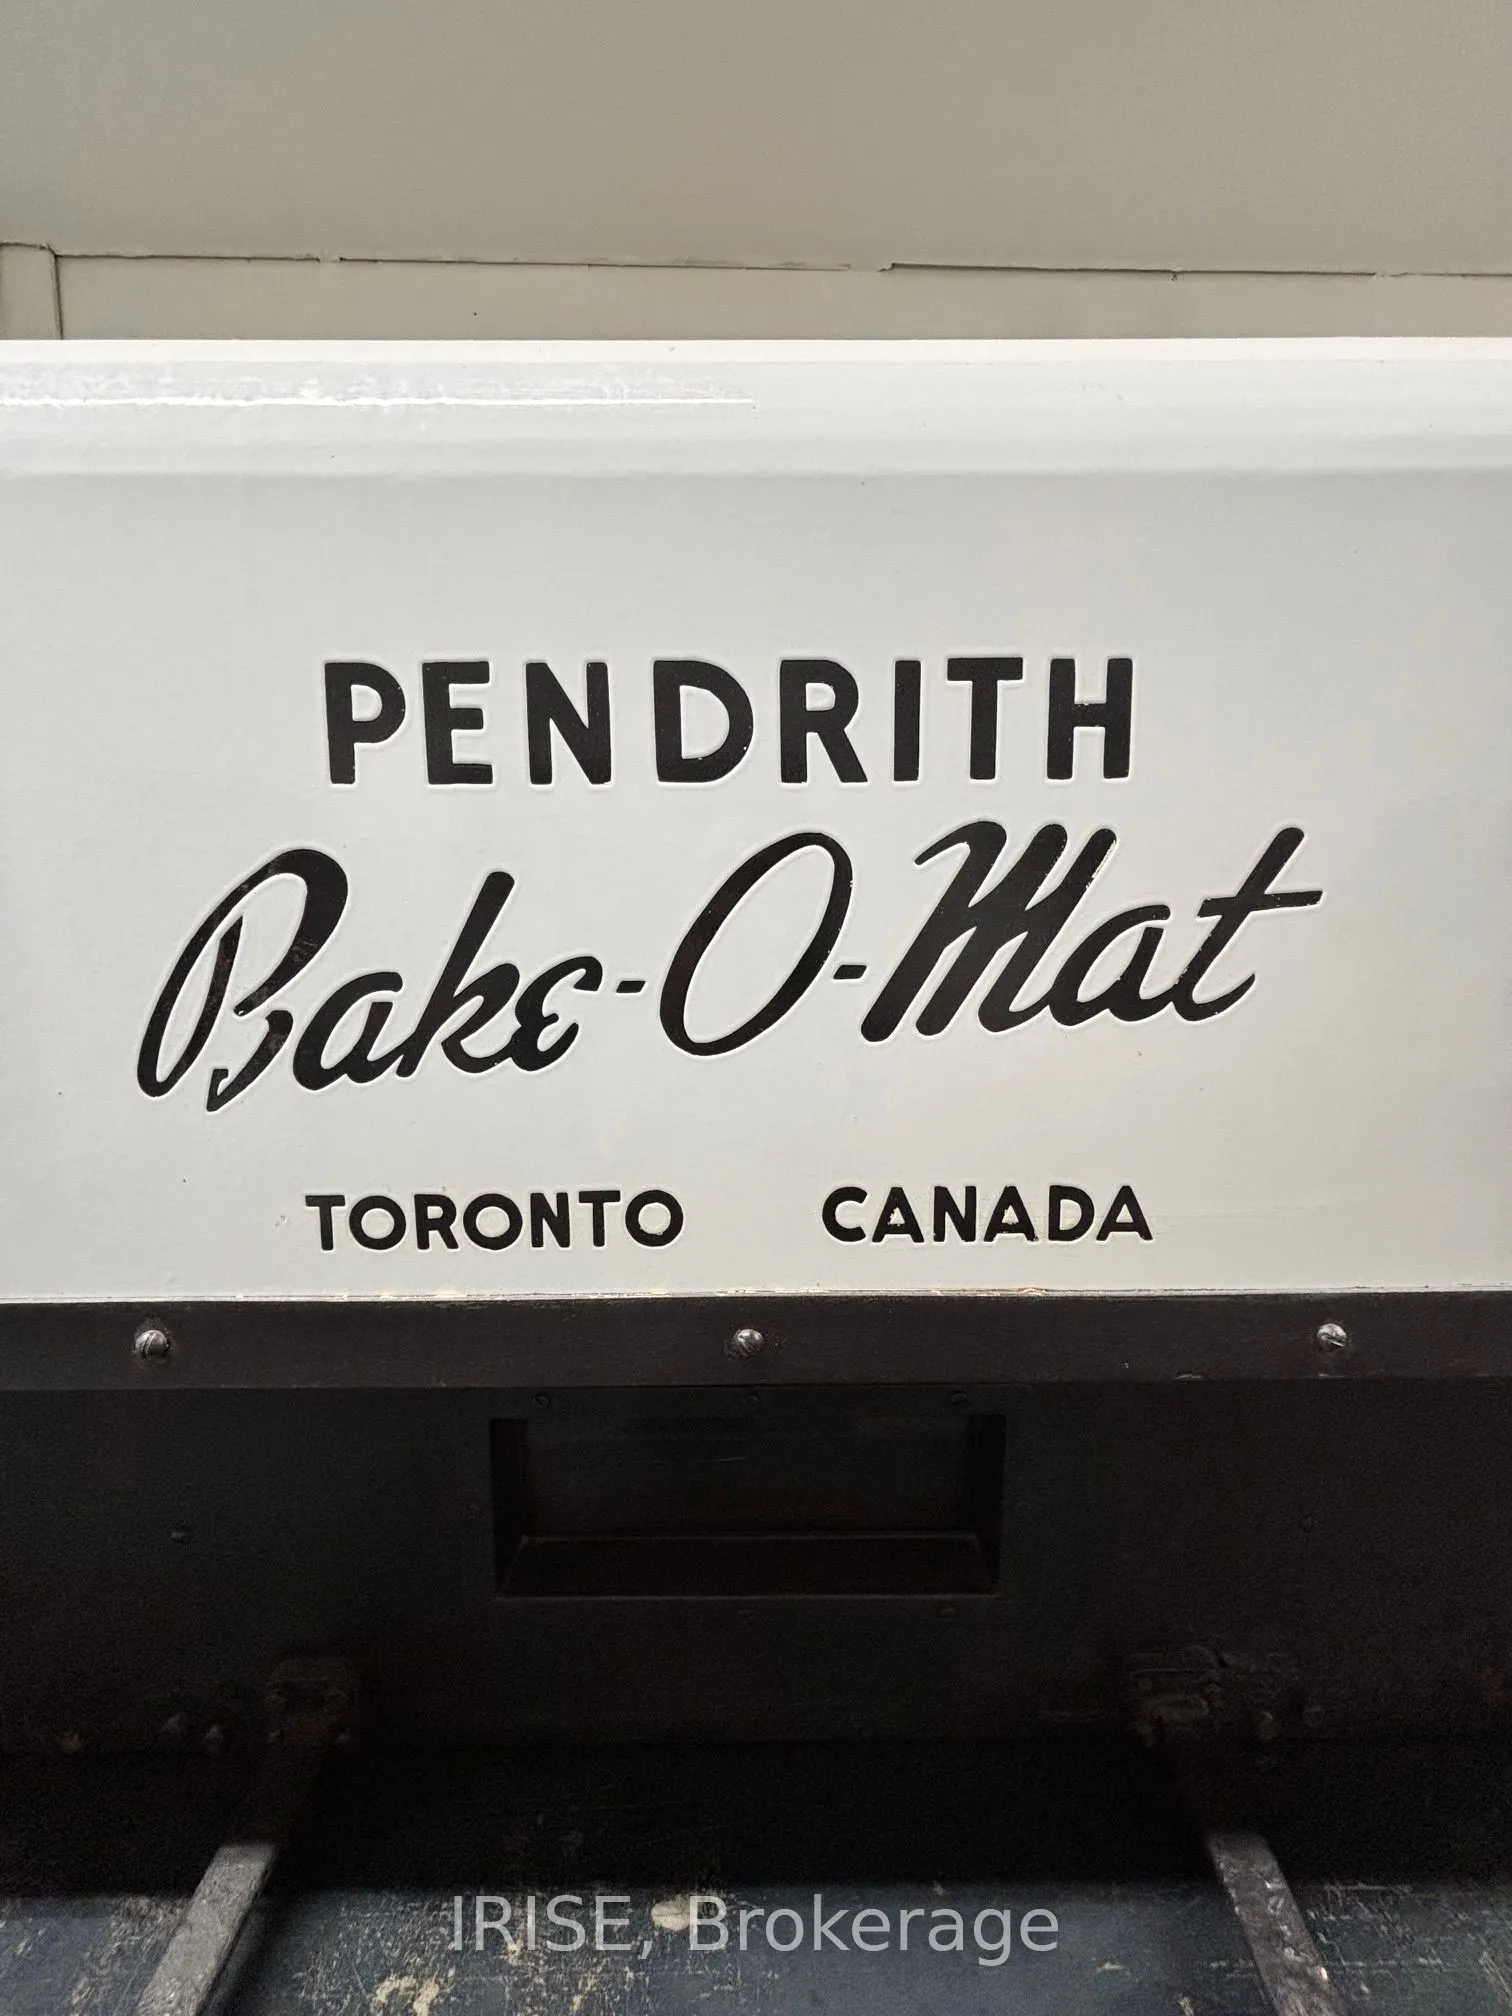 PENDRITH
Bake-O-Mat
TORONTO CANADA
IRISE, Brokerage